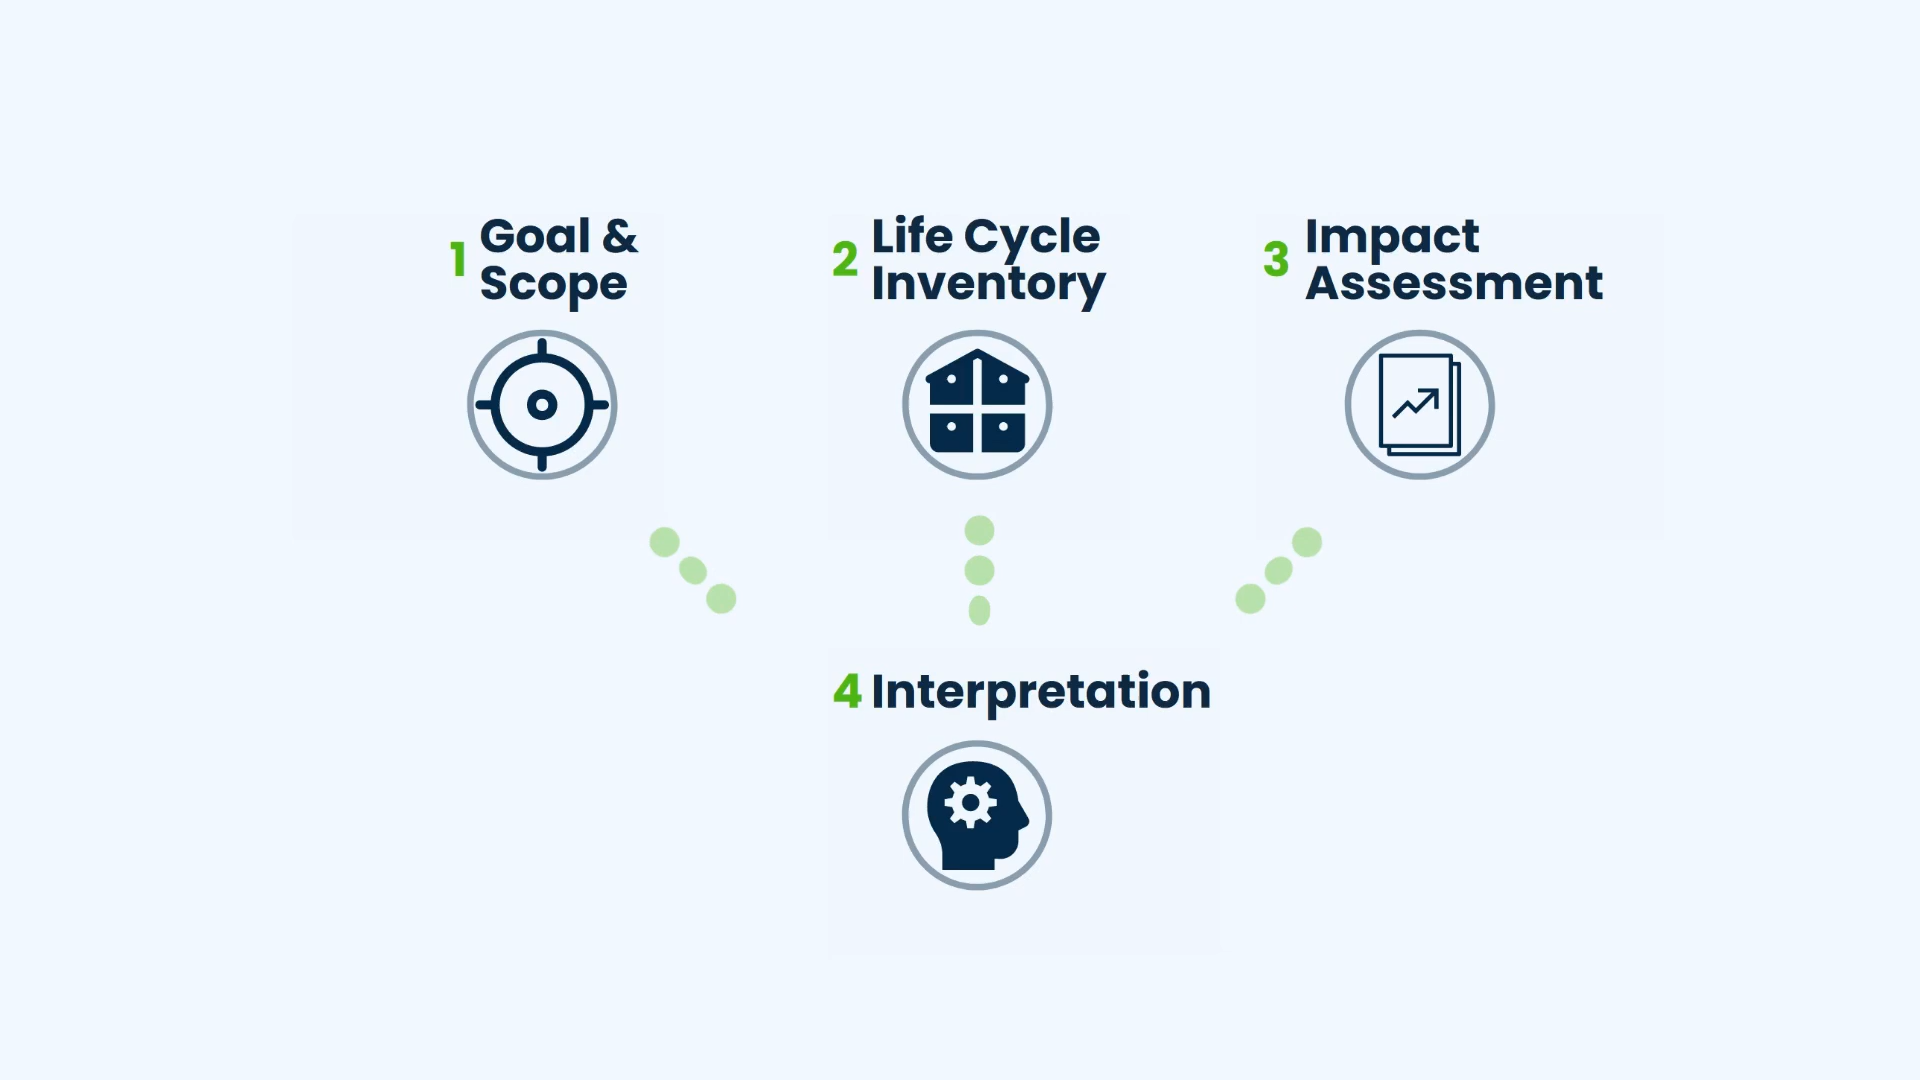 1 Goal &
Scope
2 Life Cycle
Inventory
3 Impact
Assessment
4 Interpretation